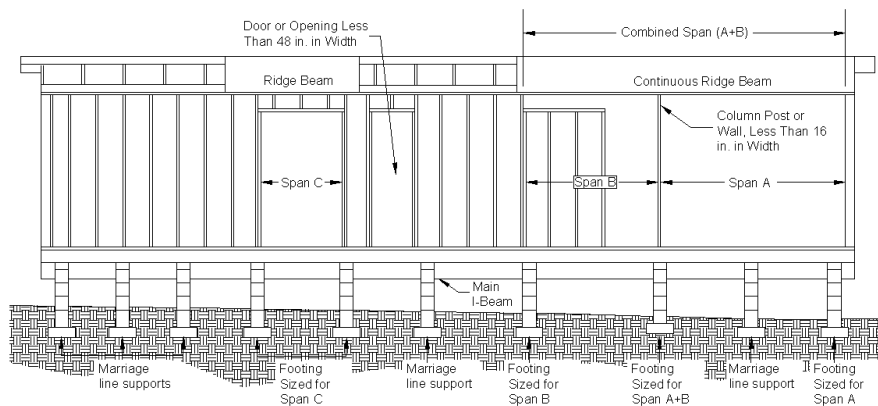 Door or Opening Less
Than 48 in. in Width
Combined Span (A+B)
Ridge Beam
Continuous Ridge Beam
Column Post or
Wall, Less Than 16
in. in Width
Span C
Span B
Span A
Main
I-Beam
Marriage
line supports
Footing
Sized for
Span C
Marriage
line support
Footing
Sized for
Span B
Footing
Sized for
Span A+B
Marriage
line support
Footing
Sized for
Span A